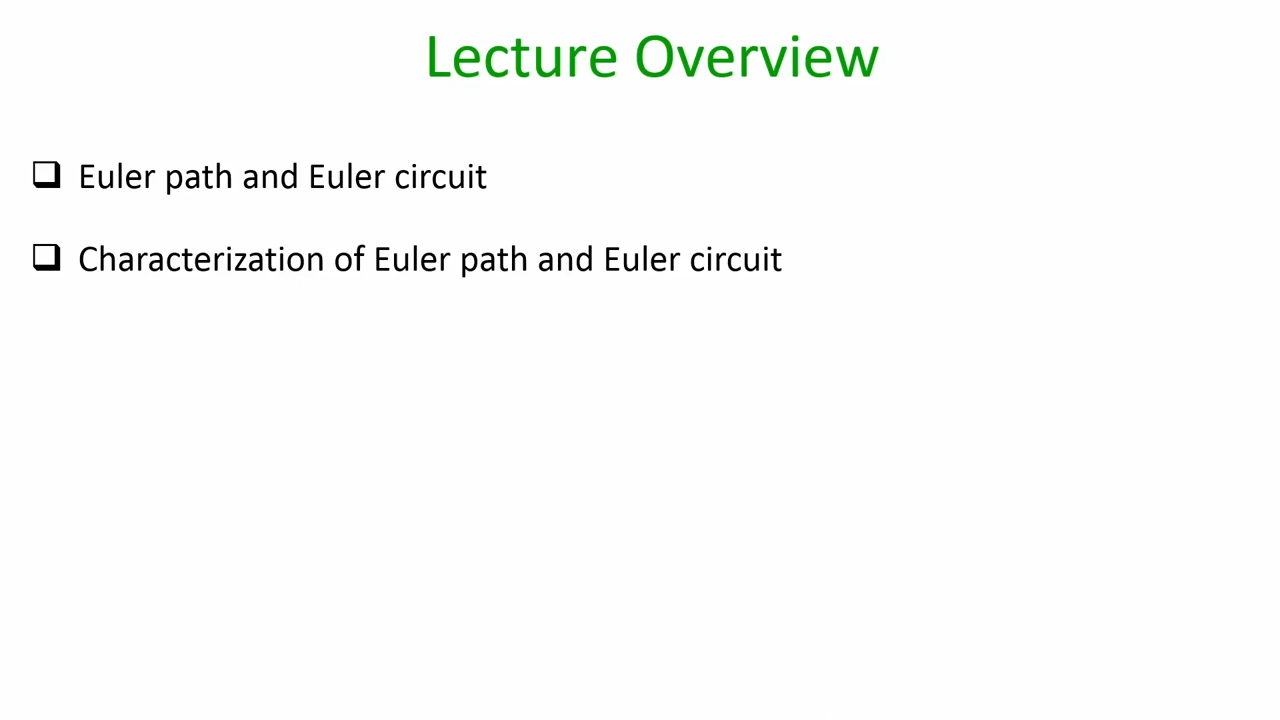 Lecture Overview
❑ Euler path and Euler circuit
❑ Characterization of Euler path and Euler circuit